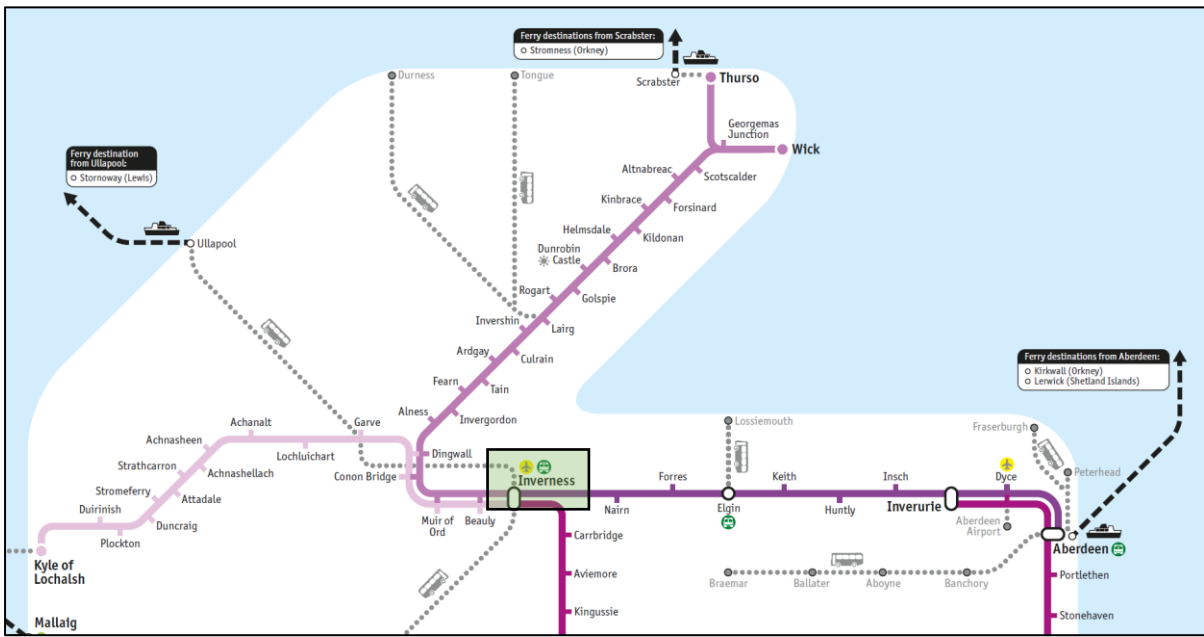 Ferry destinations from Scrabster:
Stromness (Orkney)
Durness
Tongue
Scrabster
Thurso
Georgemas
Junction
Wick
Ferry destination
from Ullapool:
Stornoway (Lewis)
Altnabreac
Scotscalder
Kinbrace
Forsinard
Helmsdale
Kildonan
Ullapool
Dunrobin
Castle
Brora
Rogart
Golspie
Invershin
Lairg
Ardgay
Culrain
Ferry destinations from Aberdeen:
Kirkwall (Orkney)
Lerwick (Shetland Islands)
Fearn
Tain
Alness
Invergordon
Achanalt
Garve
Lossiemouth
Fraserburgh
Achnasheen
Lochluichart
Dingwall
Strathcarron
Achnashellach
Conon Bridge
Inverness
Forres
Keith
Insch
Dyce
Peterhead
Stromeferry
Attadale
Duirinish
Duncraig
Plockton
Muir of
Ord
Beauly
Nairn
Elgin
Huntly
Inverurie
Aberdeen
Airport
Carrbridge
Aberdeen
Kyle of
Lochalsh
Aviemore
Braemar
Ballater
Aboyne
Banchory
Portlethen
Mallaig
Kingussie
Stonehaven